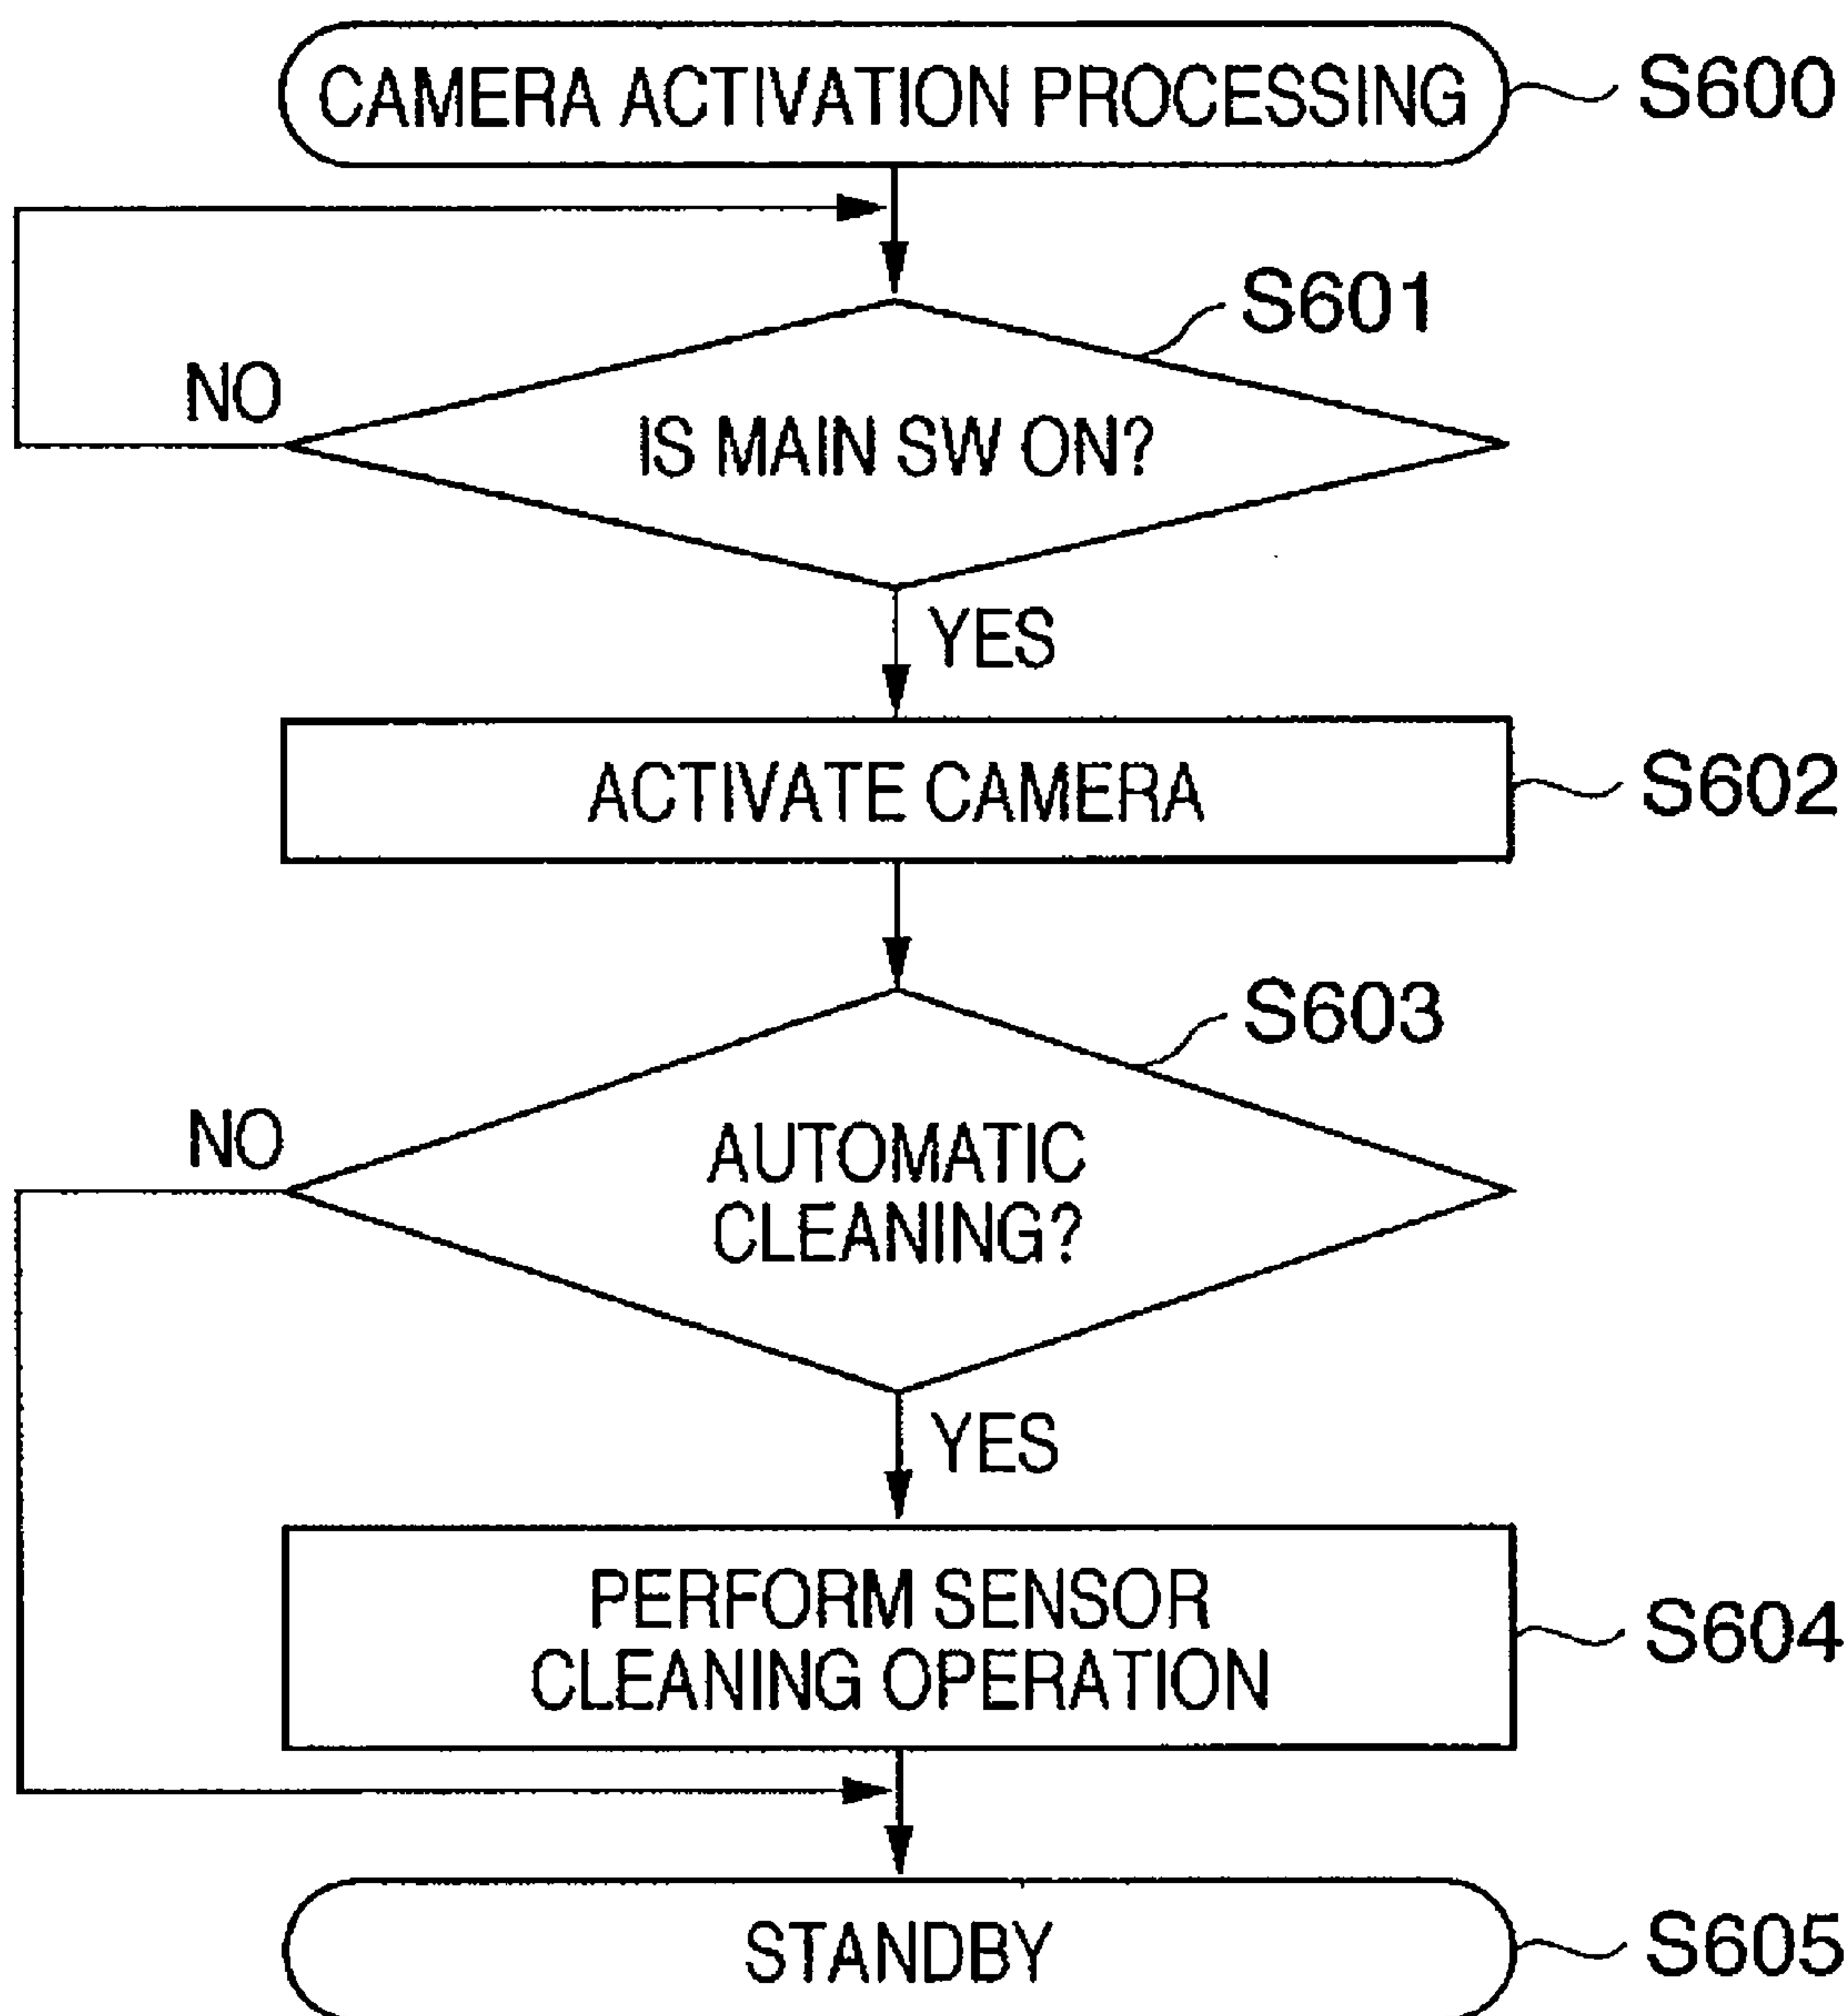 CAMERA ACTIVATION PROCESSING
S600
S601
NO
IS MAIN SW ON?
YES
ACTIVATE CAMERA
S602
S603
NO
AUTOMATIC
CLEANING?
YES
PERFORM SENSOR
CLEANING OPERATION
S604
STANDBY
S605